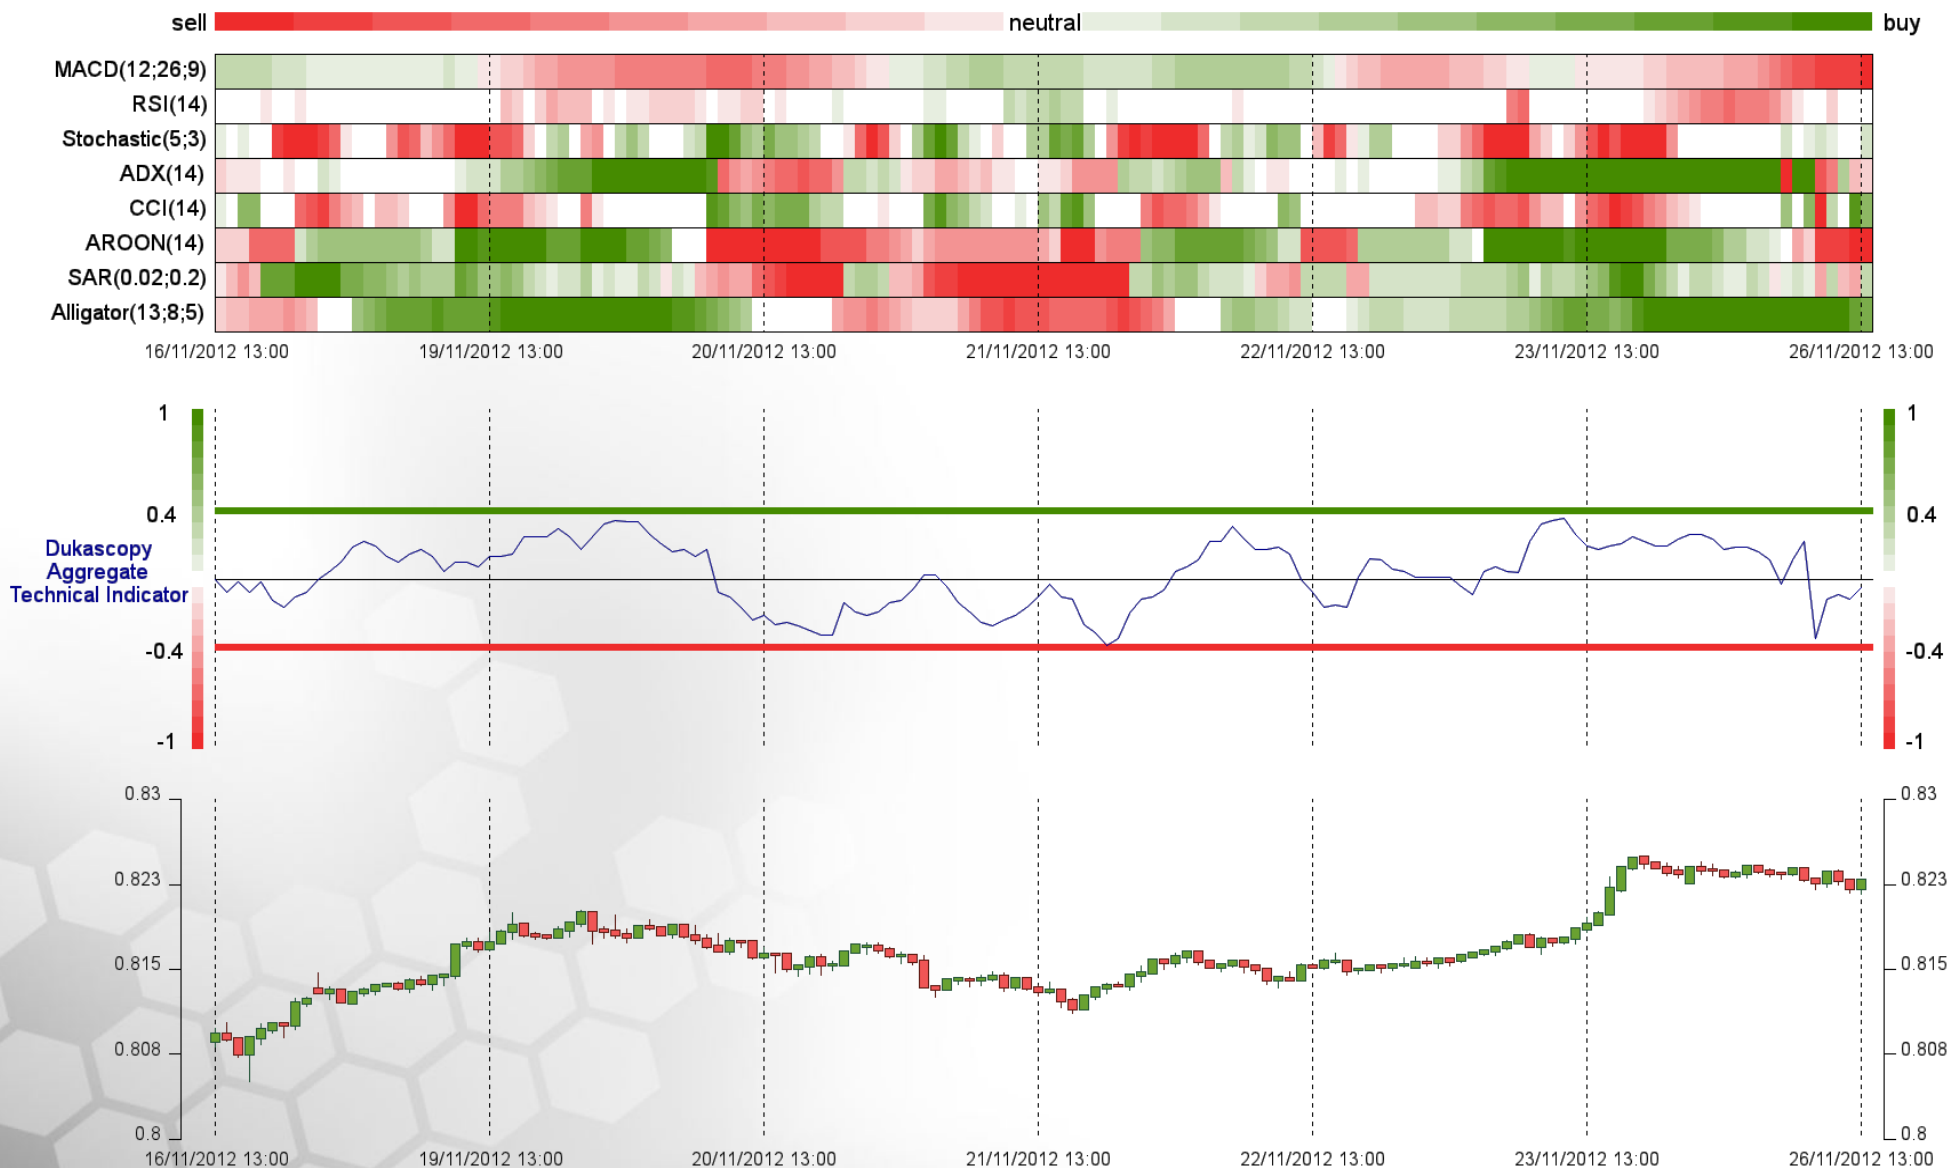 sell neutral buy
MACD(12;26;9)
RSI(14)
Stochastic(5;3)
ADX(14)
CCI(14)
AROON(14)
SAR(0.02;0.2)
Alligator(13;8;5)
16/11/2012 13:00 19/11/2012 13:00 20/11/2012 13:00 21/11/2012 13:00 22/11/2012 13:00 23/11/2012 13:00 26/11/2012 13:00
1 1
0.4 0.4
Dukascopy
Aggregate
Technical Indicator
-0.4 -0.4
-1 -1
0.83 0.83
0.823 0.823
0.815 0.815
0.808 0.808
0.8 0.8
16/11/2012 13:00 19/11/2012 13:00 20/11/2012 13:00 21/11/2012 13:00 22/11/2012 13:00 23/11/2012 13:00 26/11/2012 13:00